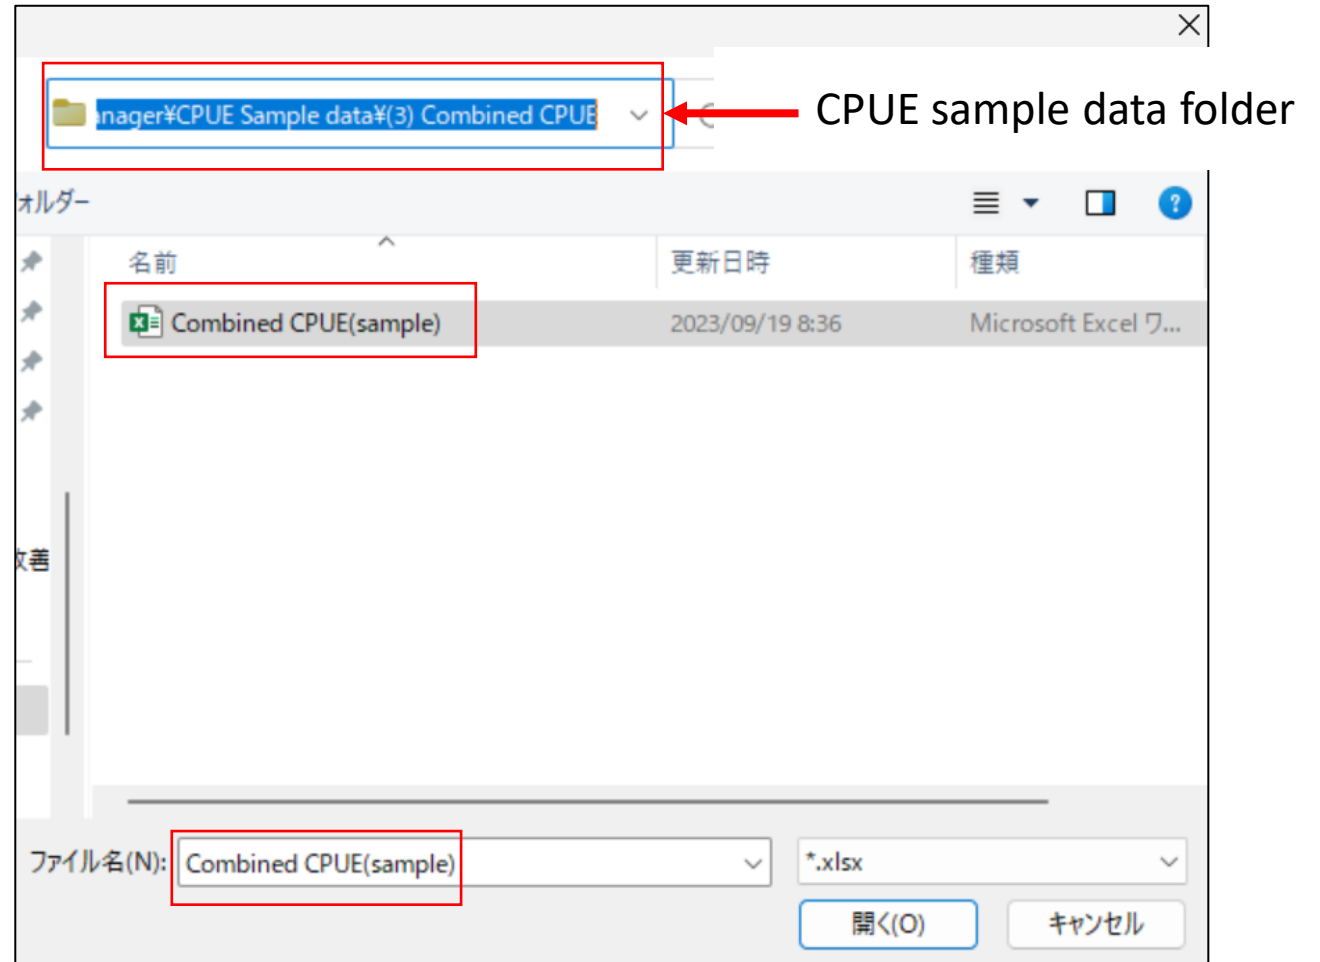 anager¥CPUE Sample data¥(3) Combined CPUE
CPUE sample data folder
ォルダー
名前 更新日時 種類
Combined CPUE(sample) 2023/09/19 8:36 Microsoft Excel ワ...
改善
ファイル名(N): Combined CPUE(sample) *.xlsx
開く(O) キャンセル